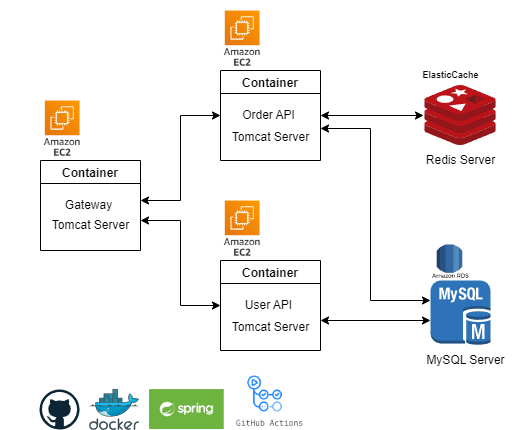 Amazon
EC2
Container
Order API
Tomcat Server
ElasticCache
Redis Server
Amazon
EC2
Container
Gateway
Tomcat Server
Amazon
EC2
Container
User API
Tomcat Server
Amazon RDS
MySQL
M
MySQL Server
docker
spring
GitHub Actions